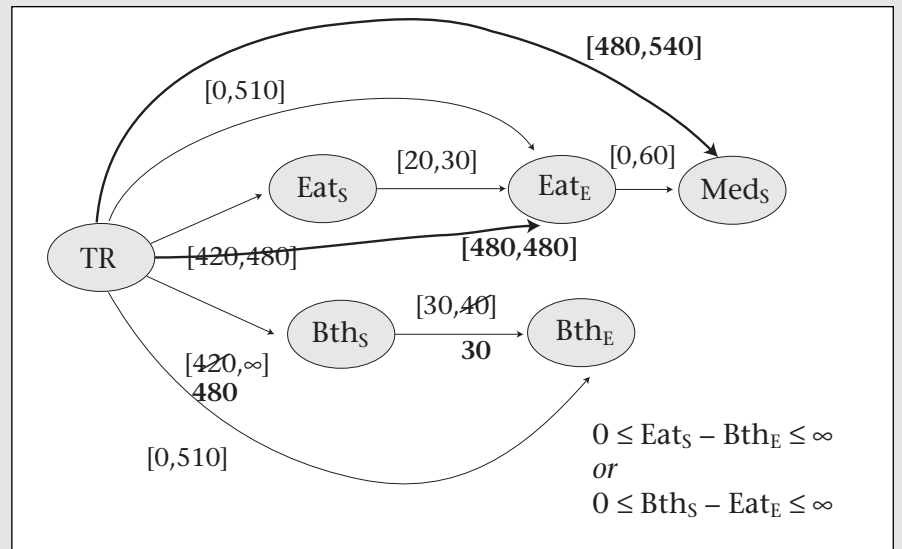 [480,540]
[0,510]
[20,30]
[0,60]
Eat_S
Eat_E
Med_S
TR
[420,480]
[480,480]
[30,40]
Bth_S
30
Bth_E
[420,∞]
480
[0,510]
0 ≤ Eat_S – Bth_E ≤ ∞
or
0 ≤ Bth_S – Eat_E ≤ ∞